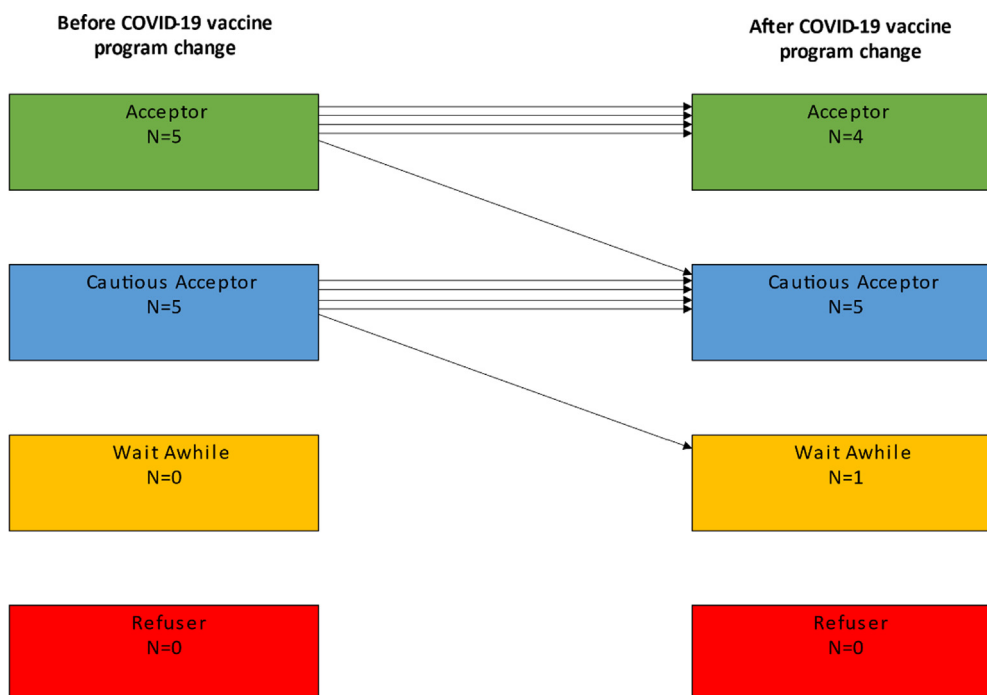 Before COVID-19 vaccine
program change
After COVID-19 vaccine
program change
Acceptor
N=5
Acceptor
N=4
Cautious Acceptor
N=5
Cautious Acceptor
N=5
Wait Awhile
N=0
Wait Awhile
N=1
Refuser
N=0
Refuser
N=0